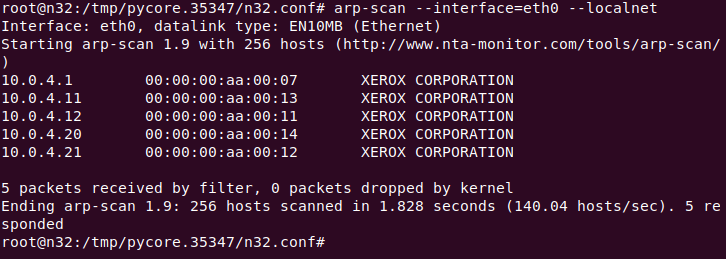 root@n32:/tmp/pycore.35347/n32.conf# arp-scan --interface=eth0 --localnet
Interface: eth0, datalink type: EN10MB (Ethernet)
Starting arp-scan 1.9 with 256 hosts (http://www.nta-monitor.com/tools/arp-scan/
)
10.0.4.1 00:00:00:aa:00:07 XEROX CORPORATION
10.0.4.11 00:00:00:aa:00:13 XEROX CORPORATION
10.0.4.12 00:00:00:aa:00:11 XEROX CORPORATION
10.0.4.20 00:00:00:aa:00:14 XEROX CORPORATION
10.0.4.21 00:00:00:aa:00:12 XEROX CORPORATION
5 packets received by filter, 0 packets dropped by kernel
Ending arp-scan 1.9: 256 hosts scanned in 1.828 seconds (140.04 hosts/sec). 5 re
sponded
root@n32:/tmp/pycore.35347/n32.conf#